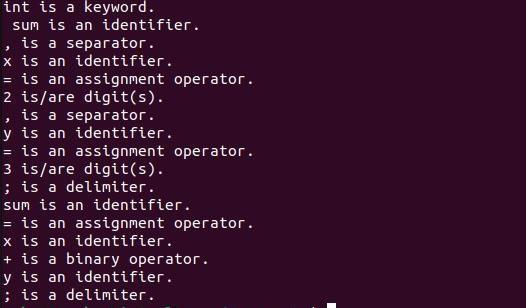 int is a keyword.
 sum is an identifier.
, is a separator.
x is an identifier.
= is an assignment operator.
2 is/are digit(s).
, is a separator.
y is an identifier.
= is an assignment operator.
3 is/are digit(s).
; is a delimiter.
sum is an identifier.
= is an assignment operator.
x is an identifier.
+ is a binary operator.
y is an identifier.
; is a delimiter.